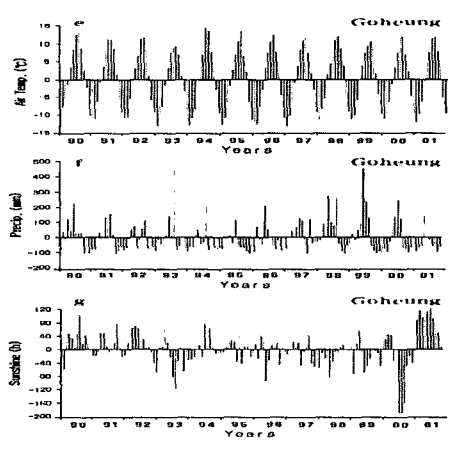 e Goheung
Air Temp. (℃)
15
10
5
0
-5
-10
-15
90 91 92 93 94 95 96 97 98 99 00 01
Years
f Goheung
Precip. (mm)
500
400
300
200
100
0
-100
-200
90 91 92 93 94 95 96 97 98 99 00 01
Years
g Goheung
Sunshine (h)
120
80
40
0
-40
-80
-120
-160
-200
90 91 92 93 94 95 96 97 98 99 00 01
Years